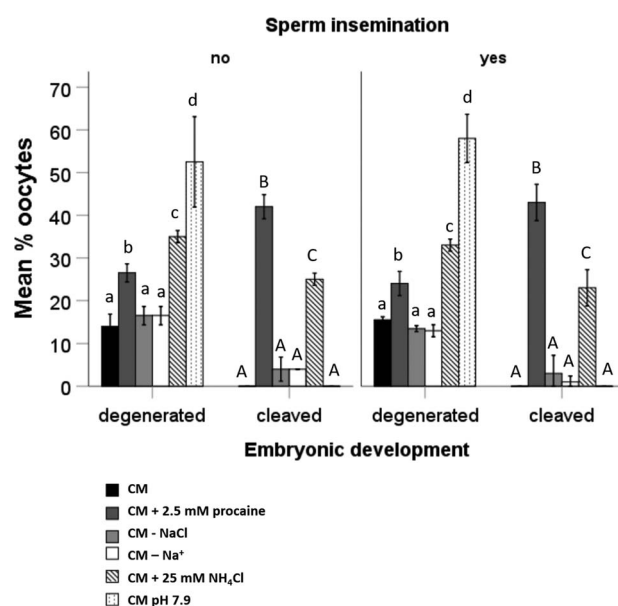 Sperm insemination
no yes
70
60
50
40
30
20
10
0
Mean % oocytes
a b a a c d A B A A C A
a b a a c d A B A A C A
degenerated cleaved degenerated cleaved
Embryonic development
CM
CM + 2.5 mM procaine
CM - NaCl
CM – Na⁺
CM + 25 mM NH₄Cl
CM pH 7.9